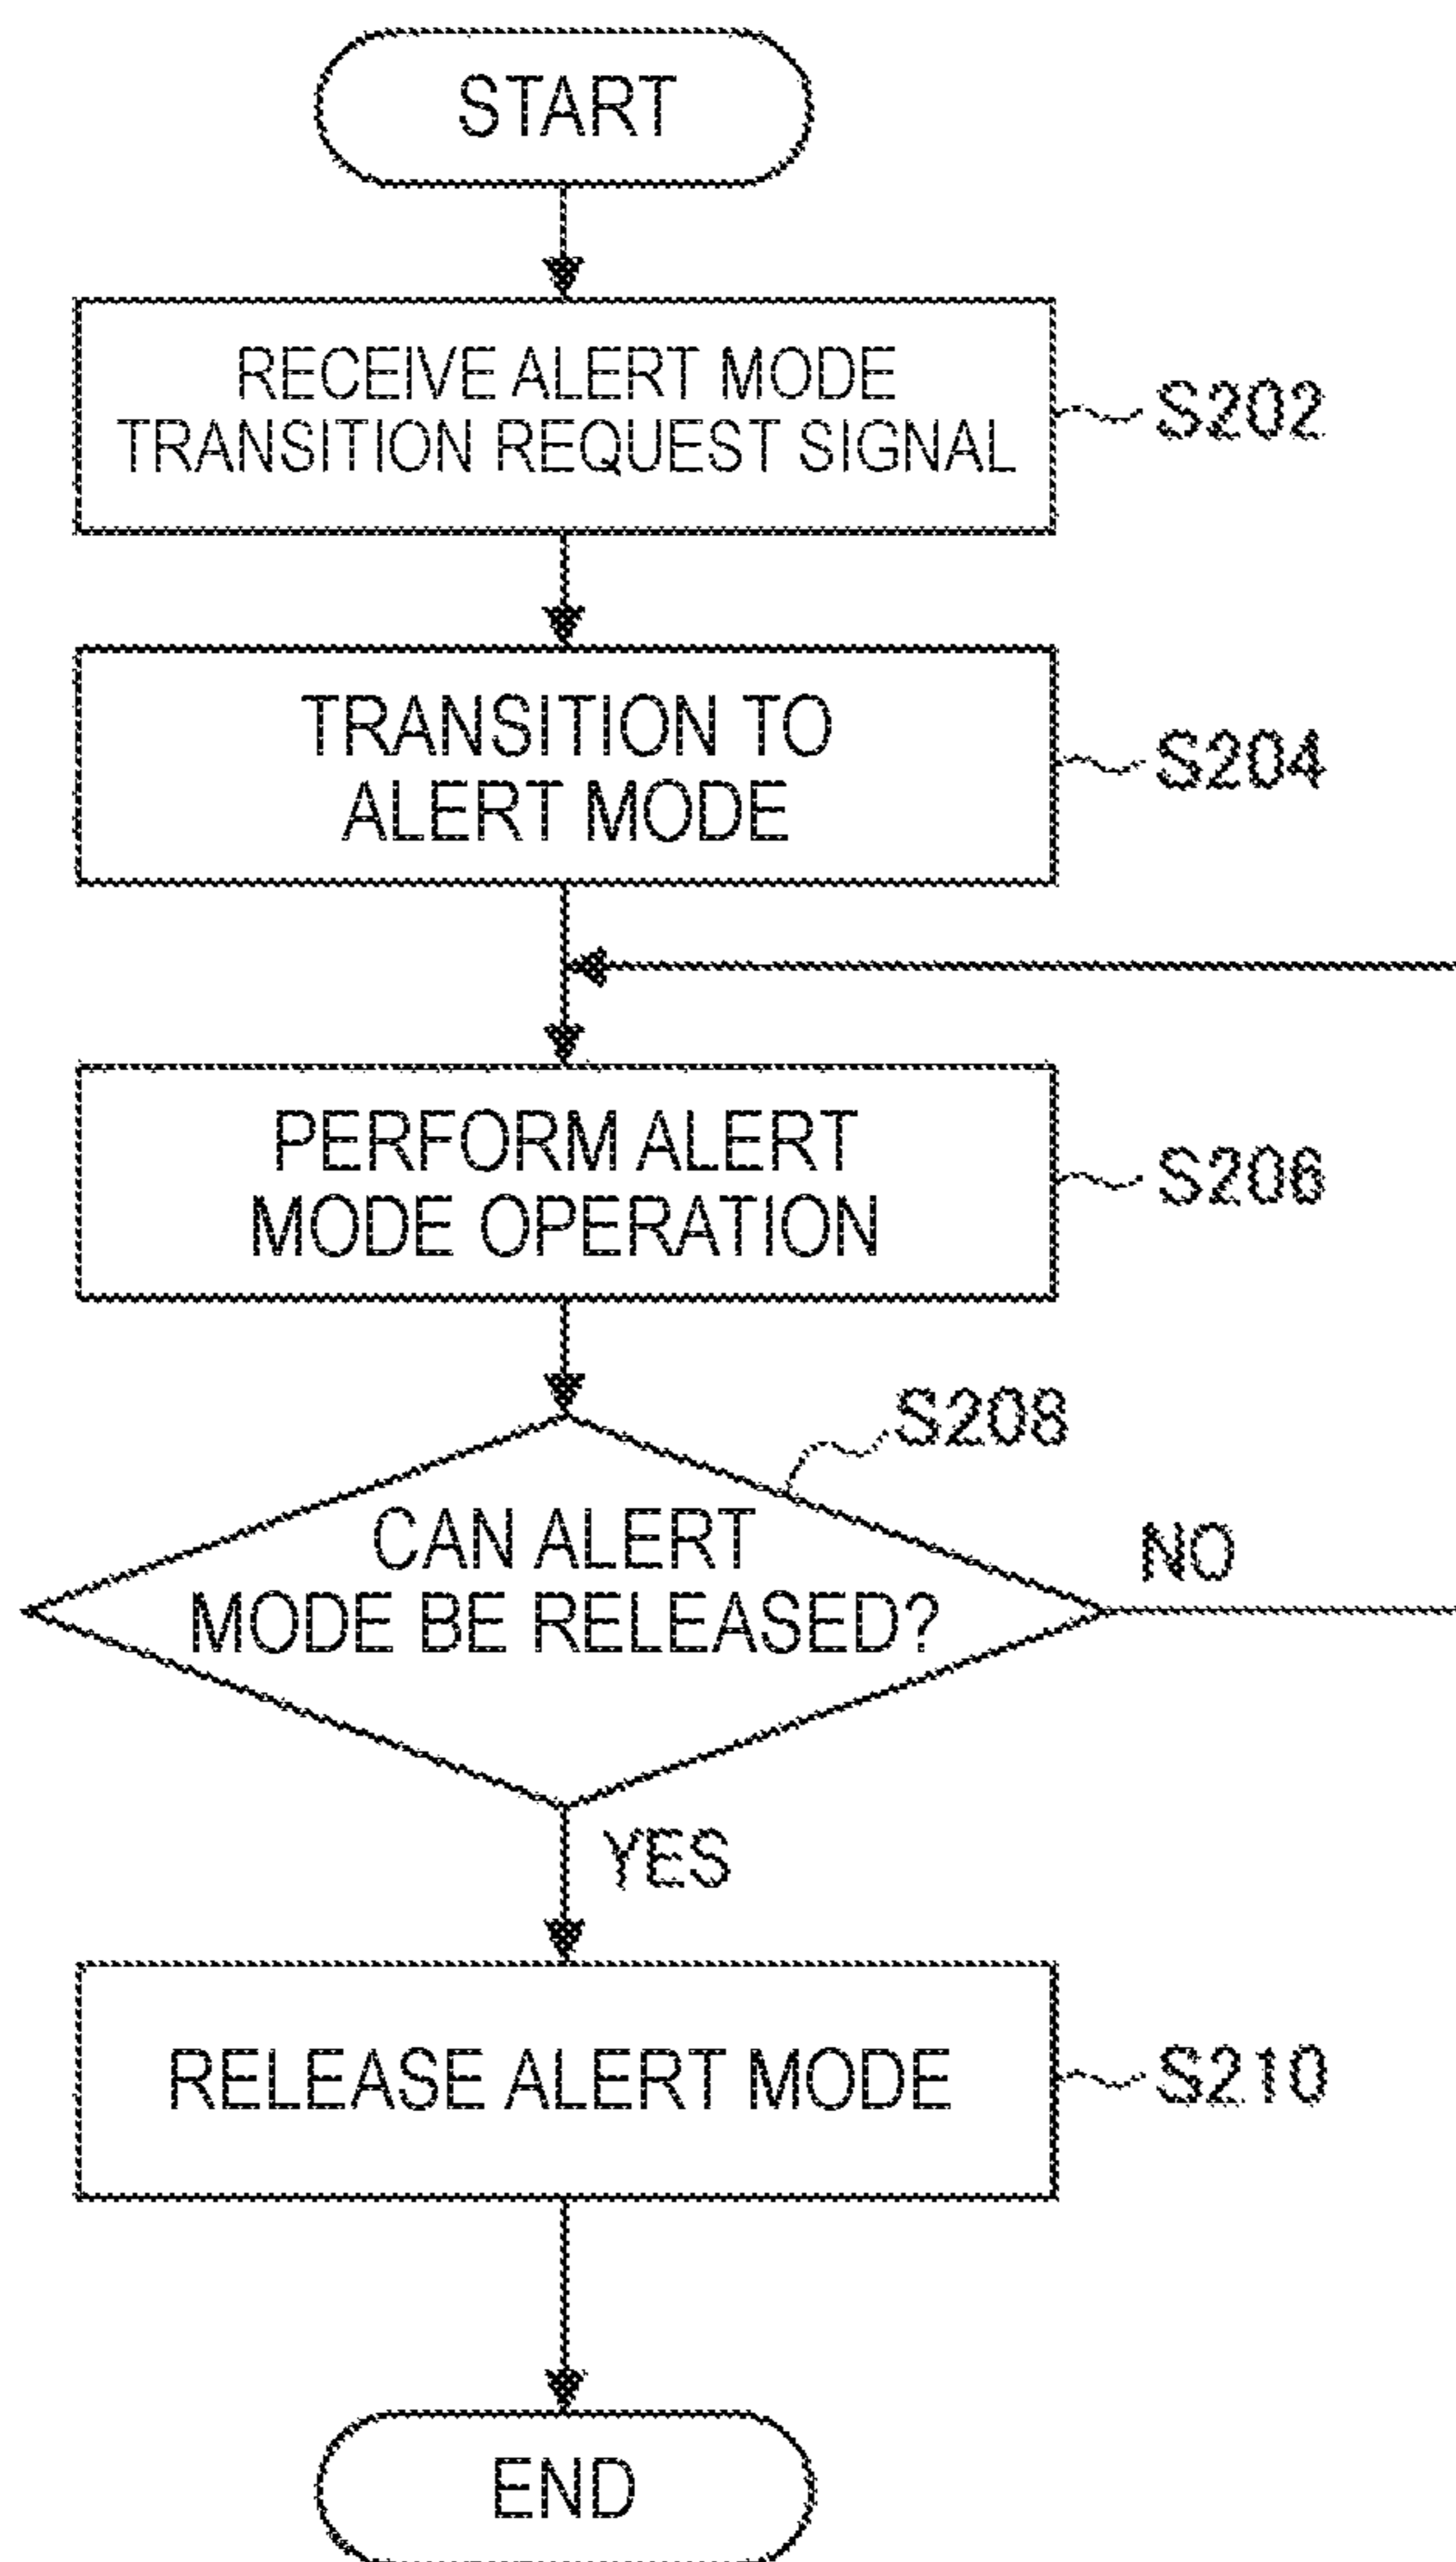 START
RECEIVE ALERT MODE
TRANSITION REQUEST SIGNAL
S202
TRANSITION TO
ALERT MODE
S204
PERFORM ALERT
MODE OPERATION
S206
S208
CAN ALERT
MODE BE RELEASED?
NO
YES
RELEASE ALERT MODE
S210
END